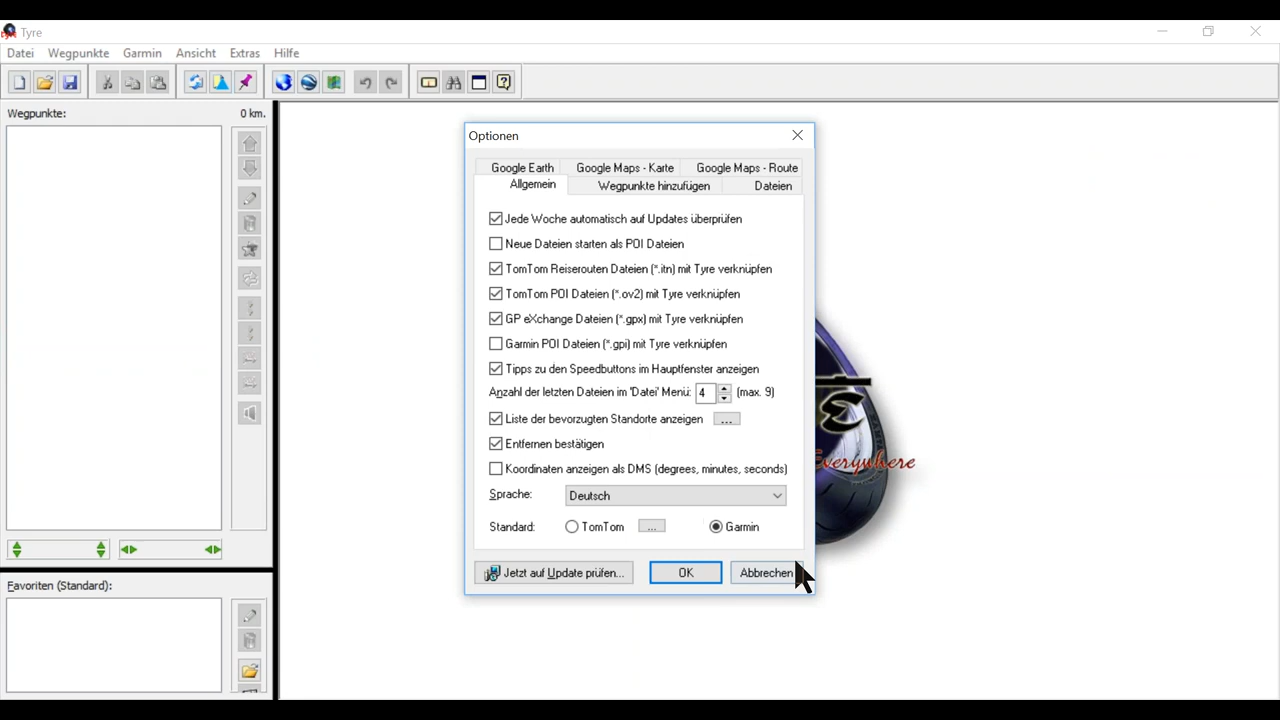 Tyre
Datei Wegpunkte Garmin Ansicht Extras Hilfe
Wegpunkte: 0 km.
Favoriten (Standard):
Optionen
Google Earth Google Maps - Karte Google Maps - Route
Allgemein Wegpunkte hinzufügen Dateien
Jede Woche automatisch auf Updates überprüfen
Neue Dateien starten als POI Dateien
TomTom Reiserouten Dateien (*.itn) mit Tyre verknüpfen
TomTom POI Dateien (*.ov2) mit Tyre verknüpfen
GP eXchange Dateien (*.gpx) mit Tyre verknüpfen
Garmin POI Dateien (*.gpi) mit Tyre verknüpfen
Tipps zu den Speedbuttons im Hauptfenster anzeigen
Anzahl der letzten Dateien im 'Datei' Menü: 4 (max. 9)
Liste der bevorzugten Standorte anzeigen ...
Entfernen bestätigen
Koordinaten anzeigen als DMS (degrees, minutes, seconds)
Sprache: Deutsch
Standard: TomTom ... Garmin
Jetzt auf Update prüfen... OK Abbrechen
Everywhere